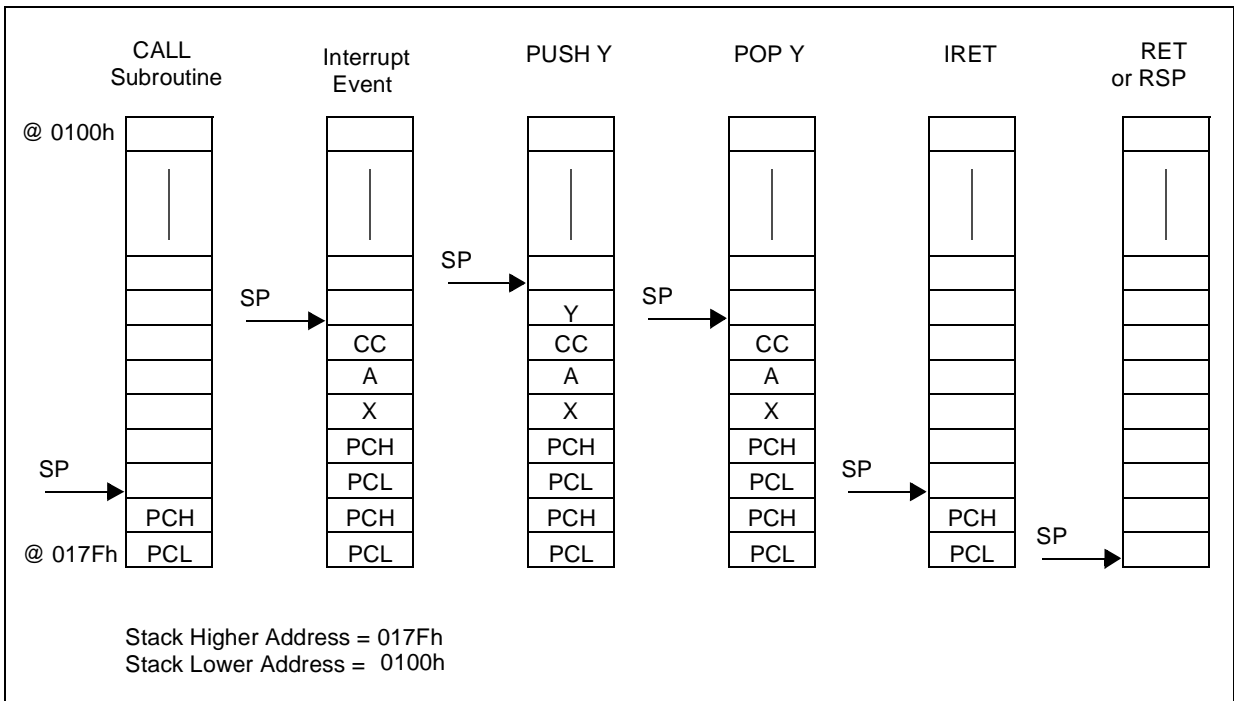 CALL
Subroutine
Interrupt
Event
PUSH Y
POP Y
IRET
RET
or RSP
@ 0100h
SP
SP
SP
Y
SP
CC
CC
CC
A
A
A
X
X
X
PCH
PCH
PCH
SP
PCL
PCL
PCL
SP
PCH
PCH
PCH
PCH
PCH
@ 017Fh
PCL
PCL
PCL
PCL
PCL
SP
Stack Higher Address = 017Fh
Stack Lower Address = 0100h